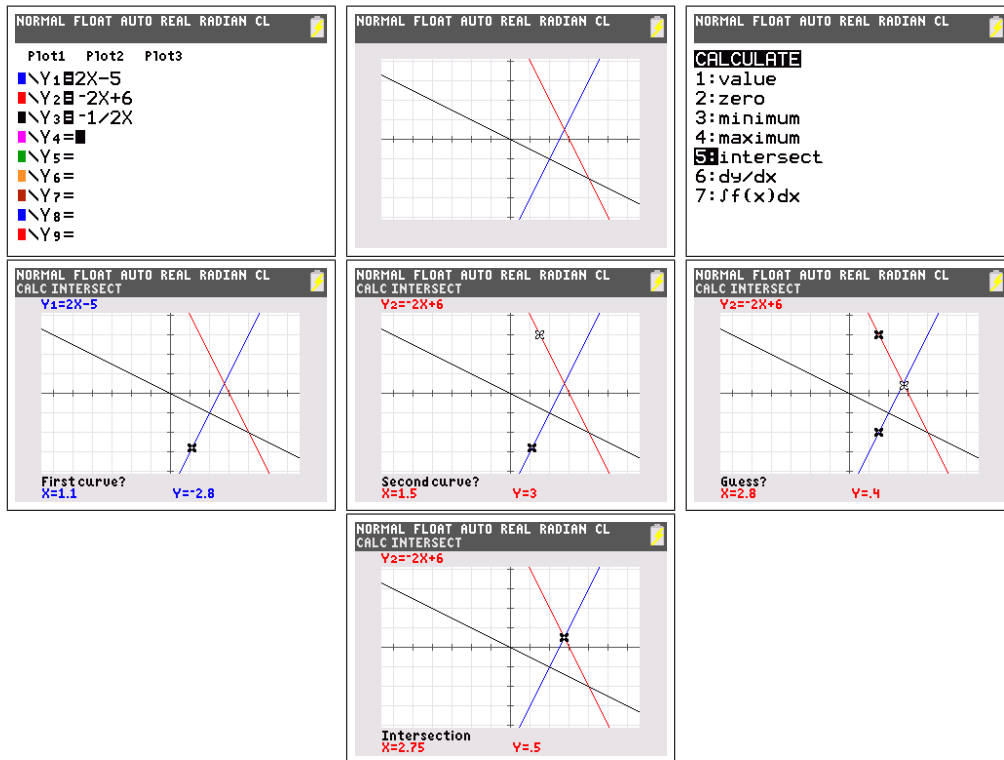 NORMAL FLOAT AUTO REAL RADIAN CL
Plot1 Plot2 Plot3
\Y1=2X-5
\Y2=-2X+6
\Y3=-1/2X
\Y4=
\Y5=
\Y6=
\Y7=
\Y8=
\Y9=
NORMAL FLOAT AUTO REAL RADIAN CL
NORMAL FLOAT AUTO REAL RADIAN CL
CALCULATE
1:value
2:zero
3:minimum
4:maximum
5:intersect
6:dy/dx
7:∫f(x)dx
NORMAL FLOAT AUTO REAL RADIAN CL
CALC INTERSECT
Y1=2X-5
First curve?
X=1.1 Y=-2.8
NORMAL FLOAT AUTO REAL RADIAN CL
CALC INTERSECT
Y2=-2X+6
Second curve?
X=1.5 Y=3
NORMAL FLOAT AUTO REAL RADIAN CL
CALC INTERSECT
Y2=-2X+6
Guess?
X=2.8 Y=.4
NORMAL FLOAT AUTO REAL RADIAN CL
CALC INTERSECT
Y2=-2X+6
Intersection
X=2.75 Y=.5